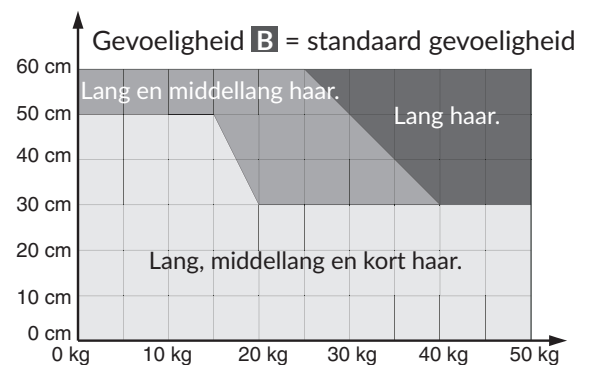 Gevoeligheid B = standaard gevoeligheid
60 cm
Lang en middellang haar.
50 cm
Lang haar.
40 cm
30 cm
20 cm
Lang, middellang en kort haar.
10 cm
0 cm
0 kg 10 kg 20 kg 30 kg 40 kg 50 kg